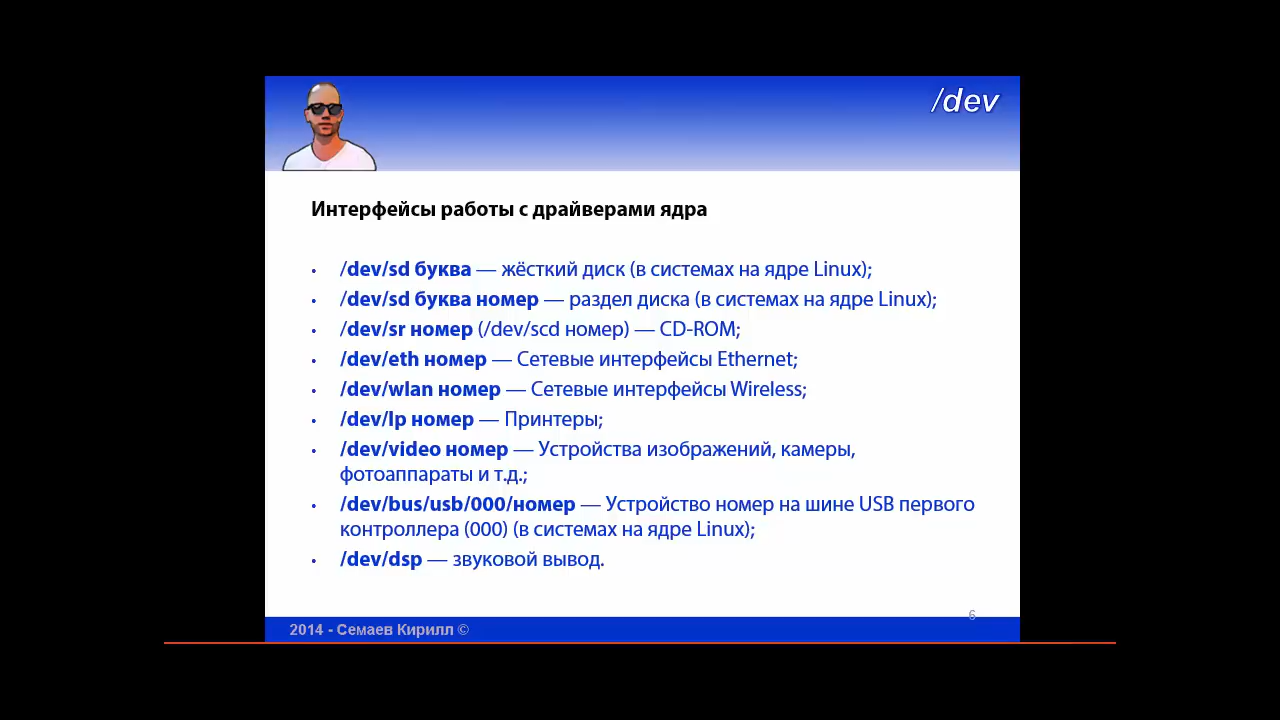 /dev
Интерфейсы работы с драйверами ядра
• /dev/sd буква — жёсткий диск (в системах на ядре Linux);
• /dev/sd буква номер — раздел диска (в системах на ядре Linux);
• /dev/sr номер (/dev/scd номер) — CD-ROM;
• /dev/eth номер — Сетевые интерфейсы Ethernet;
• /dev/wlan номер — Сетевые интерфейсы Wireless;
• /dev/lp номер — Принтеры;
• /dev/video номер — Устройства изображений, камеры,
фотоаппараты и т.д.;
• /dev/bus/usb/000/номер — Устройство номер на шине USB первого
контроллера (000) (в системах на ядре Linux);
• /dev/dsp — звуковой вывод.
6
2014 - Семаев Кирилл ©